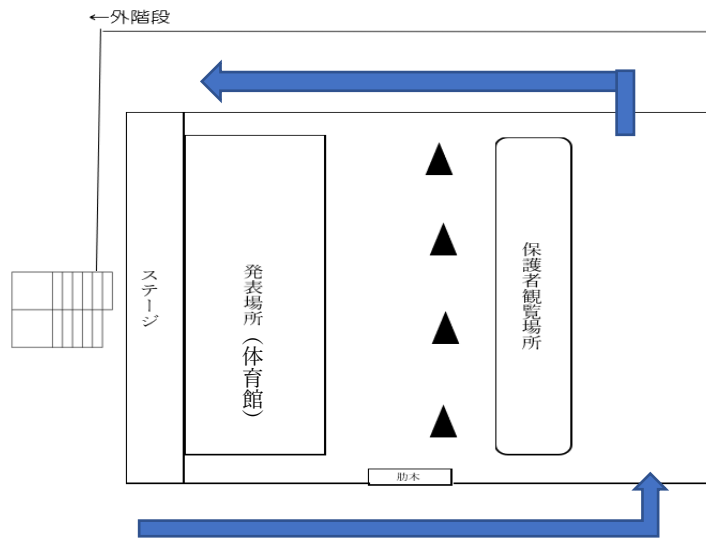 ←外階段
ステージ
発表場所（体育館）
保護者観覧場所
肋木